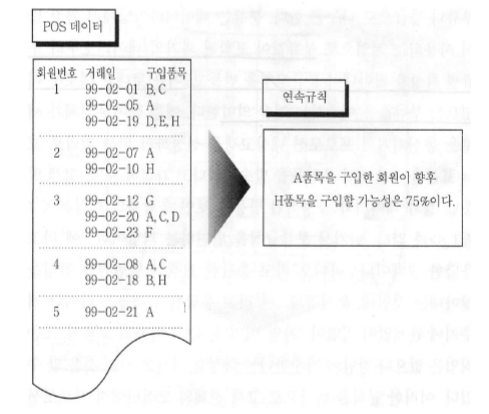 POS 데이터
회원번호 거래일 구입품목
1 99-02-01 B, C
99-02-05 A
99-02-19 D, E, H
2 99-02-07 A
99-02-10 H
3 99-02-12 G
99-02-20 A, C, D
99-02-23 F
4 99-02-08 A, C
99-02-18 B, H
5 99-02-21 A
연속규칙
A품목을 구입한 회원이 향후
H품목을 구입할 가능성은 75%이다.